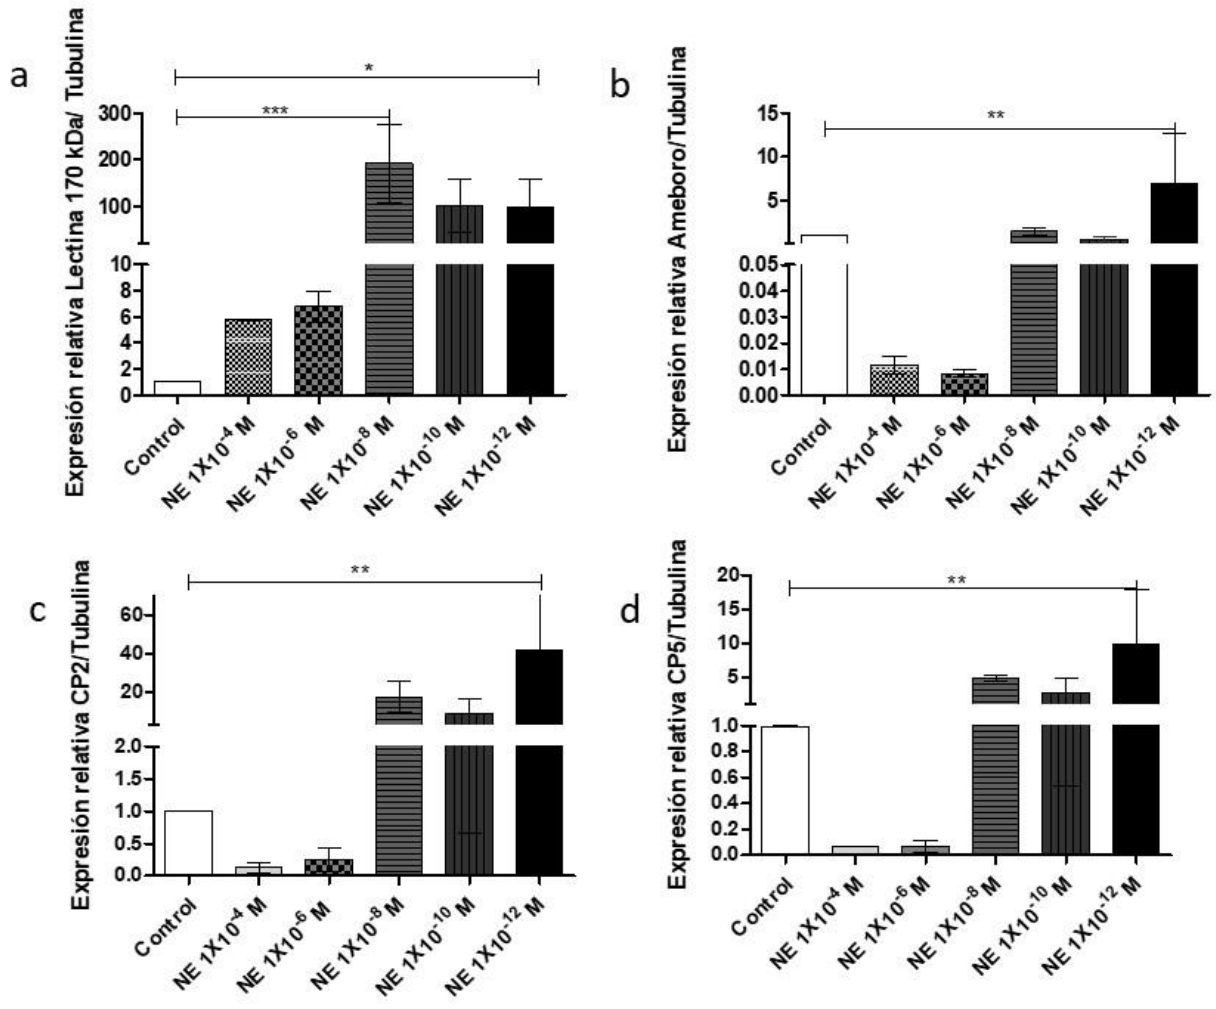 a
Expresión relativa Lectina 170 kDa/ Tubulina
*
***
300
200
100
10
8
6
4
2
0
Control
NE 1X10⁻⁴ M
NE 1X10⁻⁶ M
NE 1X10⁻⁸ M
NE 1X10⁻¹⁰ M
NE 1X10⁻¹² M
b
Expresión relativa Ameboro/Tubulina
**
15
10
5
0.05
0.04
0.03
0.02
0.01
0.00
Control
NE 1X10⁻⁴ M
NE 1X10⁻⁶ M
NE 1X10⁻⁸ M
NE 1X10⁻¹⁰ M
NE 1X10⁻¹² M
c
Expresión relativa CP2/Tubulina
**
60
40
20
2.0
1.5
1.0
0.5
0.0
Control
NE 1X10⁻⁴ M
NE 1X10⁻⁶ M
NE 1X10⁻⁸ M
NE 1X10⁻¹⁰ M
NE 1X10⁻¹² M
d
Expresión relativa CP5/Tubulina
**
20
15
10
5
1.0
0.8
0.6
0.4
0.2
0.0
Control
NE 1X10⁻⁴ M
NE 1X10⁻⁶ M
NE 1X10⁻⁸ M
NE 1X10⁻¹⁰ M
NE 1X10⁻¹² M